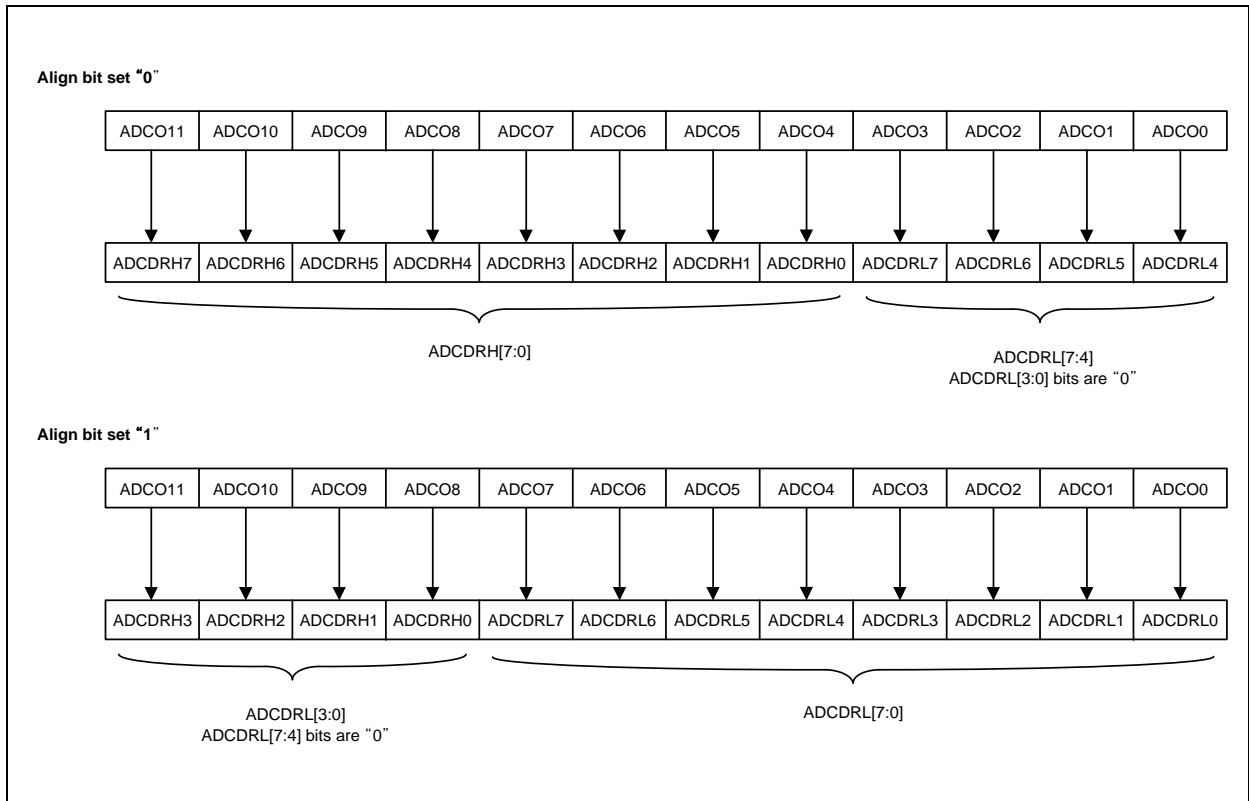 Align bit set “0”
ADCO11 ADCO10 ADCO9 ADCO8 ADCO7 ADCO6 ADCO5 ADCO4 ADCO3 ADCO2 ADCO1 ADCO0
ADCDRH7 ADCDRH6 ADCDRH5 ADCDRH4 ADCDRH3 ADCDRH2 ADCDRH1 ADCDRH0 ADCDRL7 ADCDRL6 ADCDRL5 ADCDRL4
ADCDRH[7:0]
ADCDRL[7:4]
ADCDRL[3:0] bits are “0”
Align bit set “1”
ADCO11 ADCO10 ADCO9 ADCO8 ADCO7 ADCO6 ADCO5 ADCO4 ADCO3 ADCO2 ADCO1 ADCO0
ADCDRH3 ADCDRH2 ADCDRH1 ADCDRH0 ADCDRL7 ADCDRL6 ADCDRL5 ADCDRL4 ADCDRL3 ADCDRL2 ADCDRL1 ADCDRL0
ADCDRL[3:0]
ADCDRL[7:4] bits are “0”
ADCDRL[7:0]